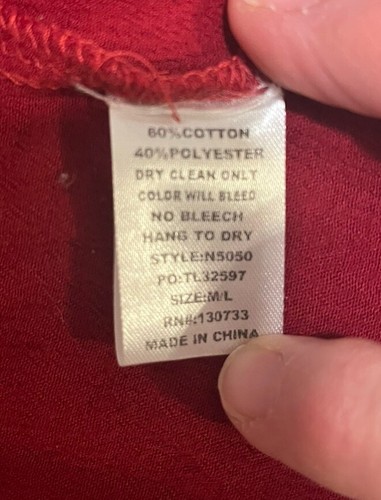 60%COTTON
40%POLYESTER
DRY CLEAN ONLY
COLOR WILL BLEED
NO BLEECH
HANG TO DRY
STYLE:N5050
PO:TL32597
SIZE:M/L
RN#:130733
MADE IN CHINA